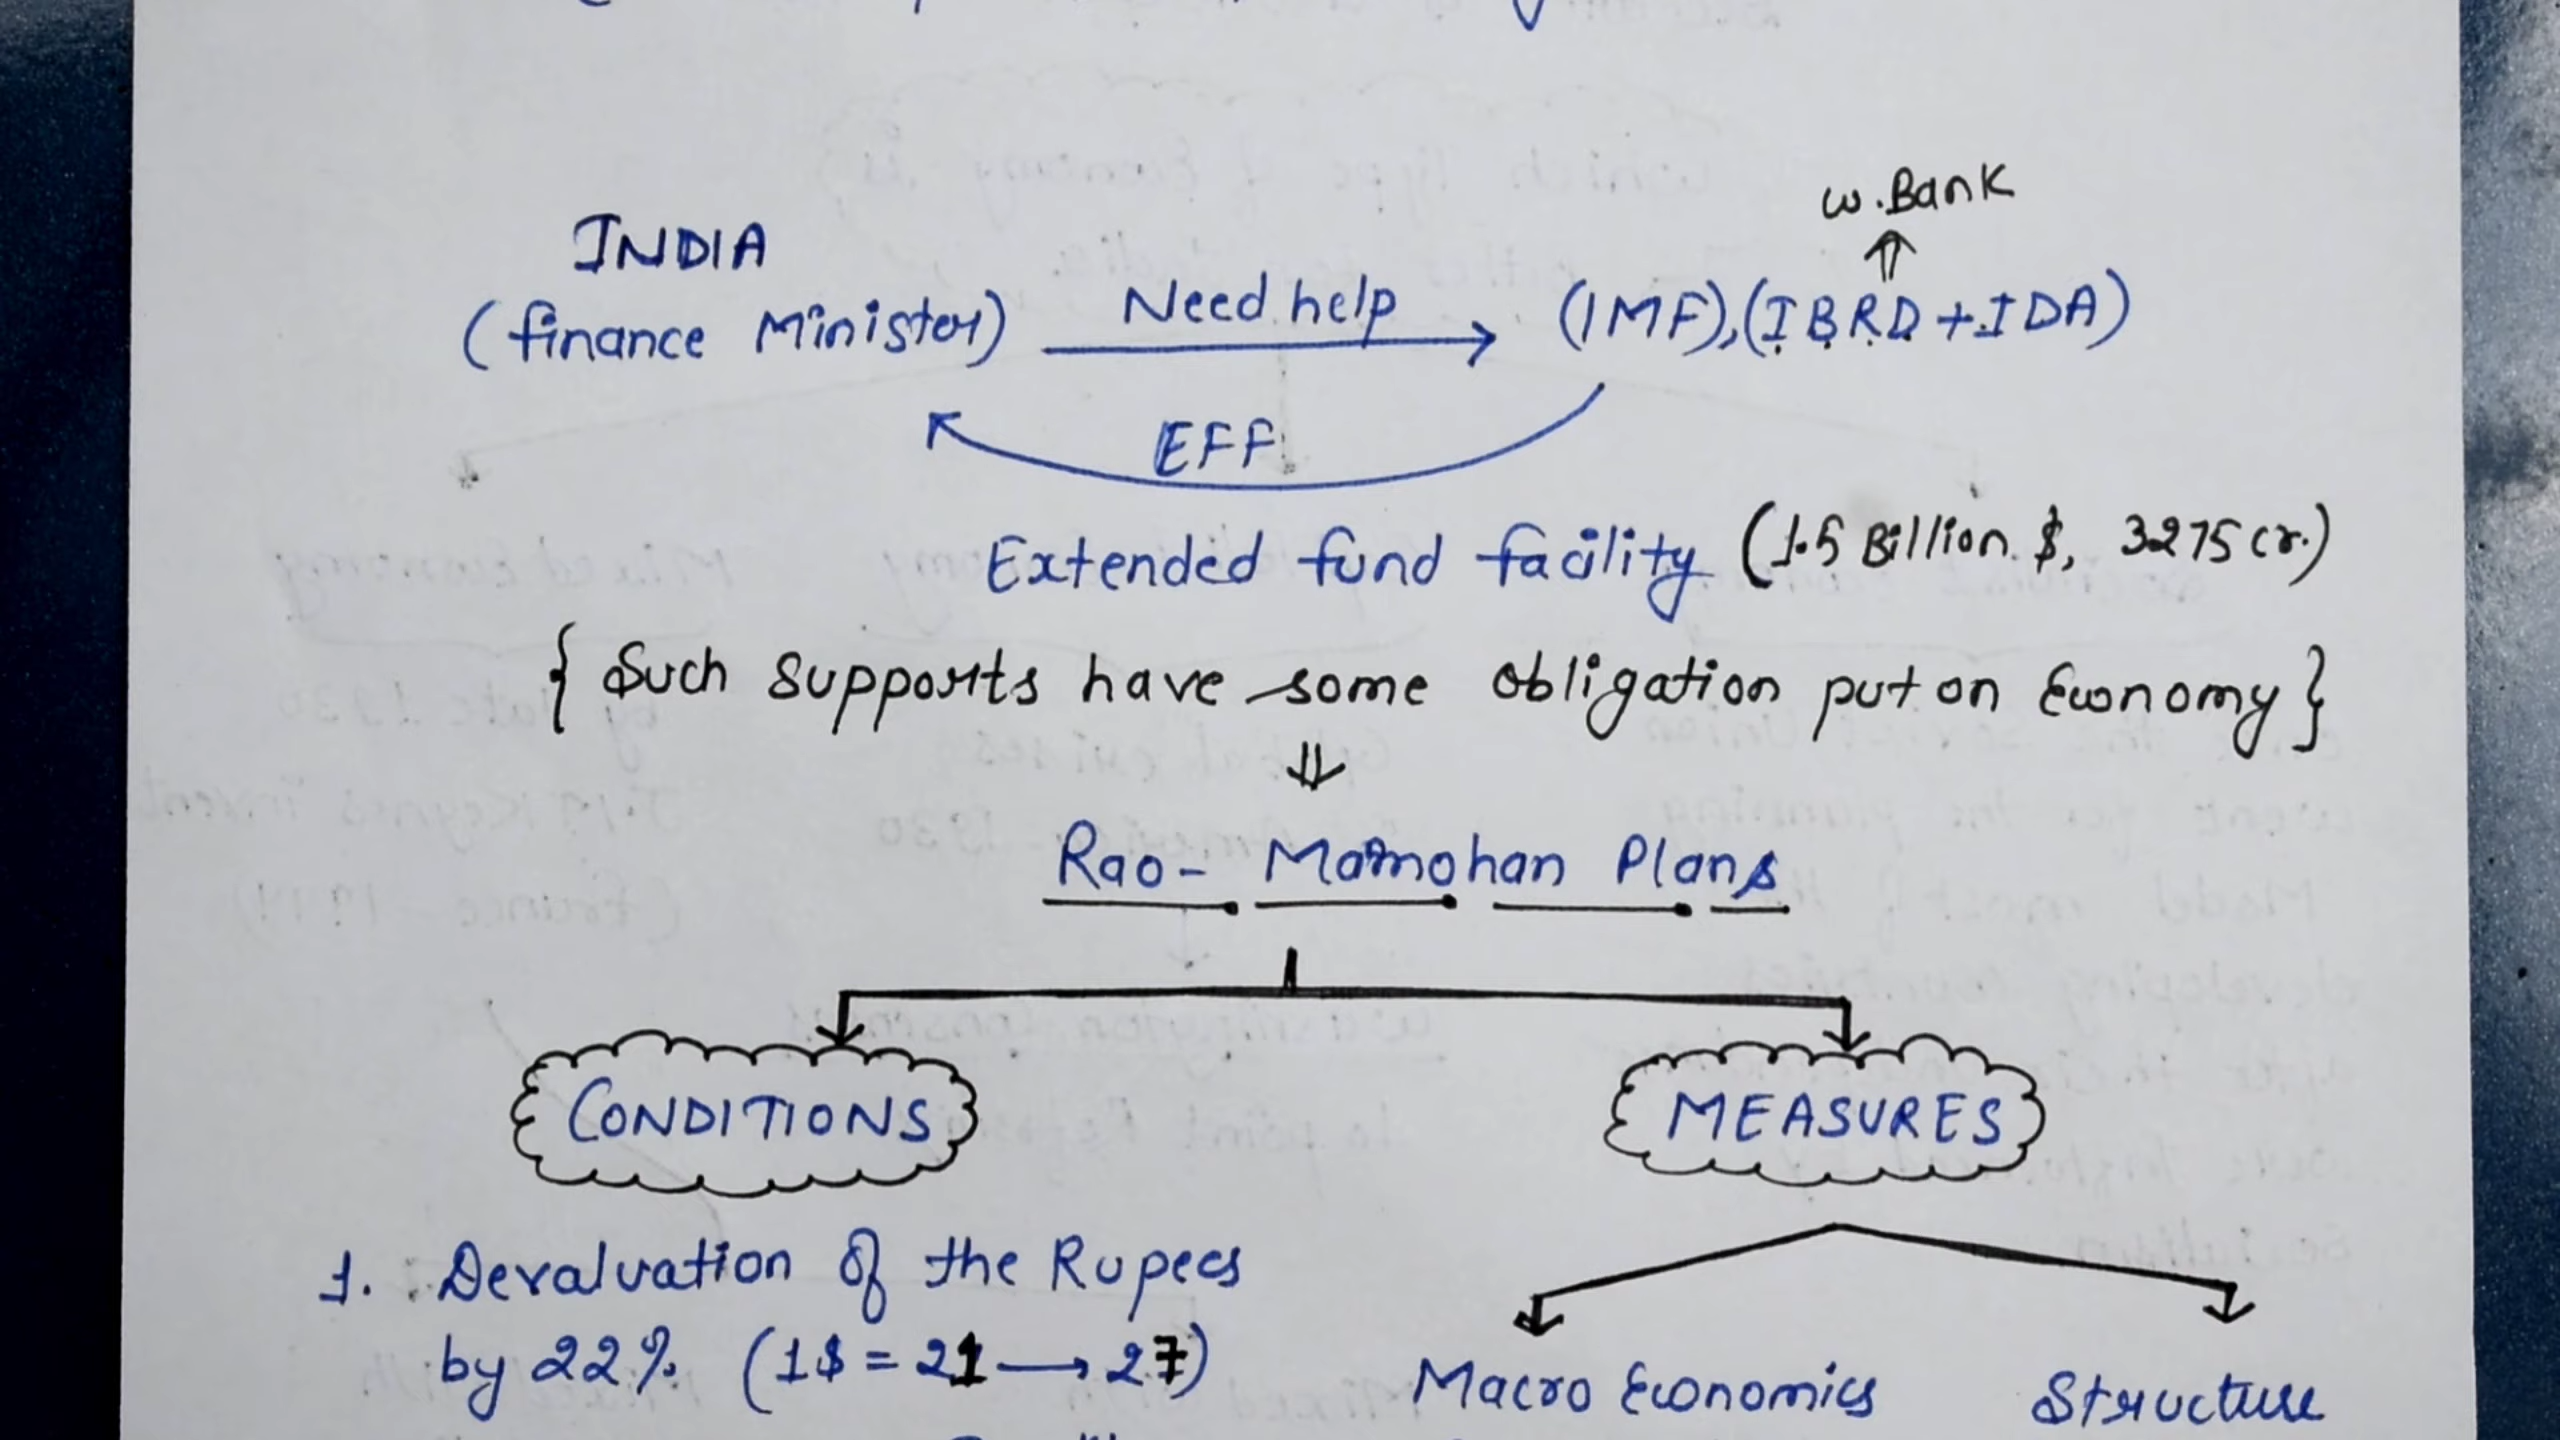 w.Bank
INDIA
(finance Minister) Need help (IMF),(IBRD+IDA)
EFF
Extended fund facility (1.5 Billion $, 3275 cr.)
{ Such supports have some obligation put on Economy }
Rao- Manmohan Plans
CONDITIONS MEASURES
1. Devaluation of the Rupees
by 22%. (1$ = 21 → 27)
Macro Economics Structure